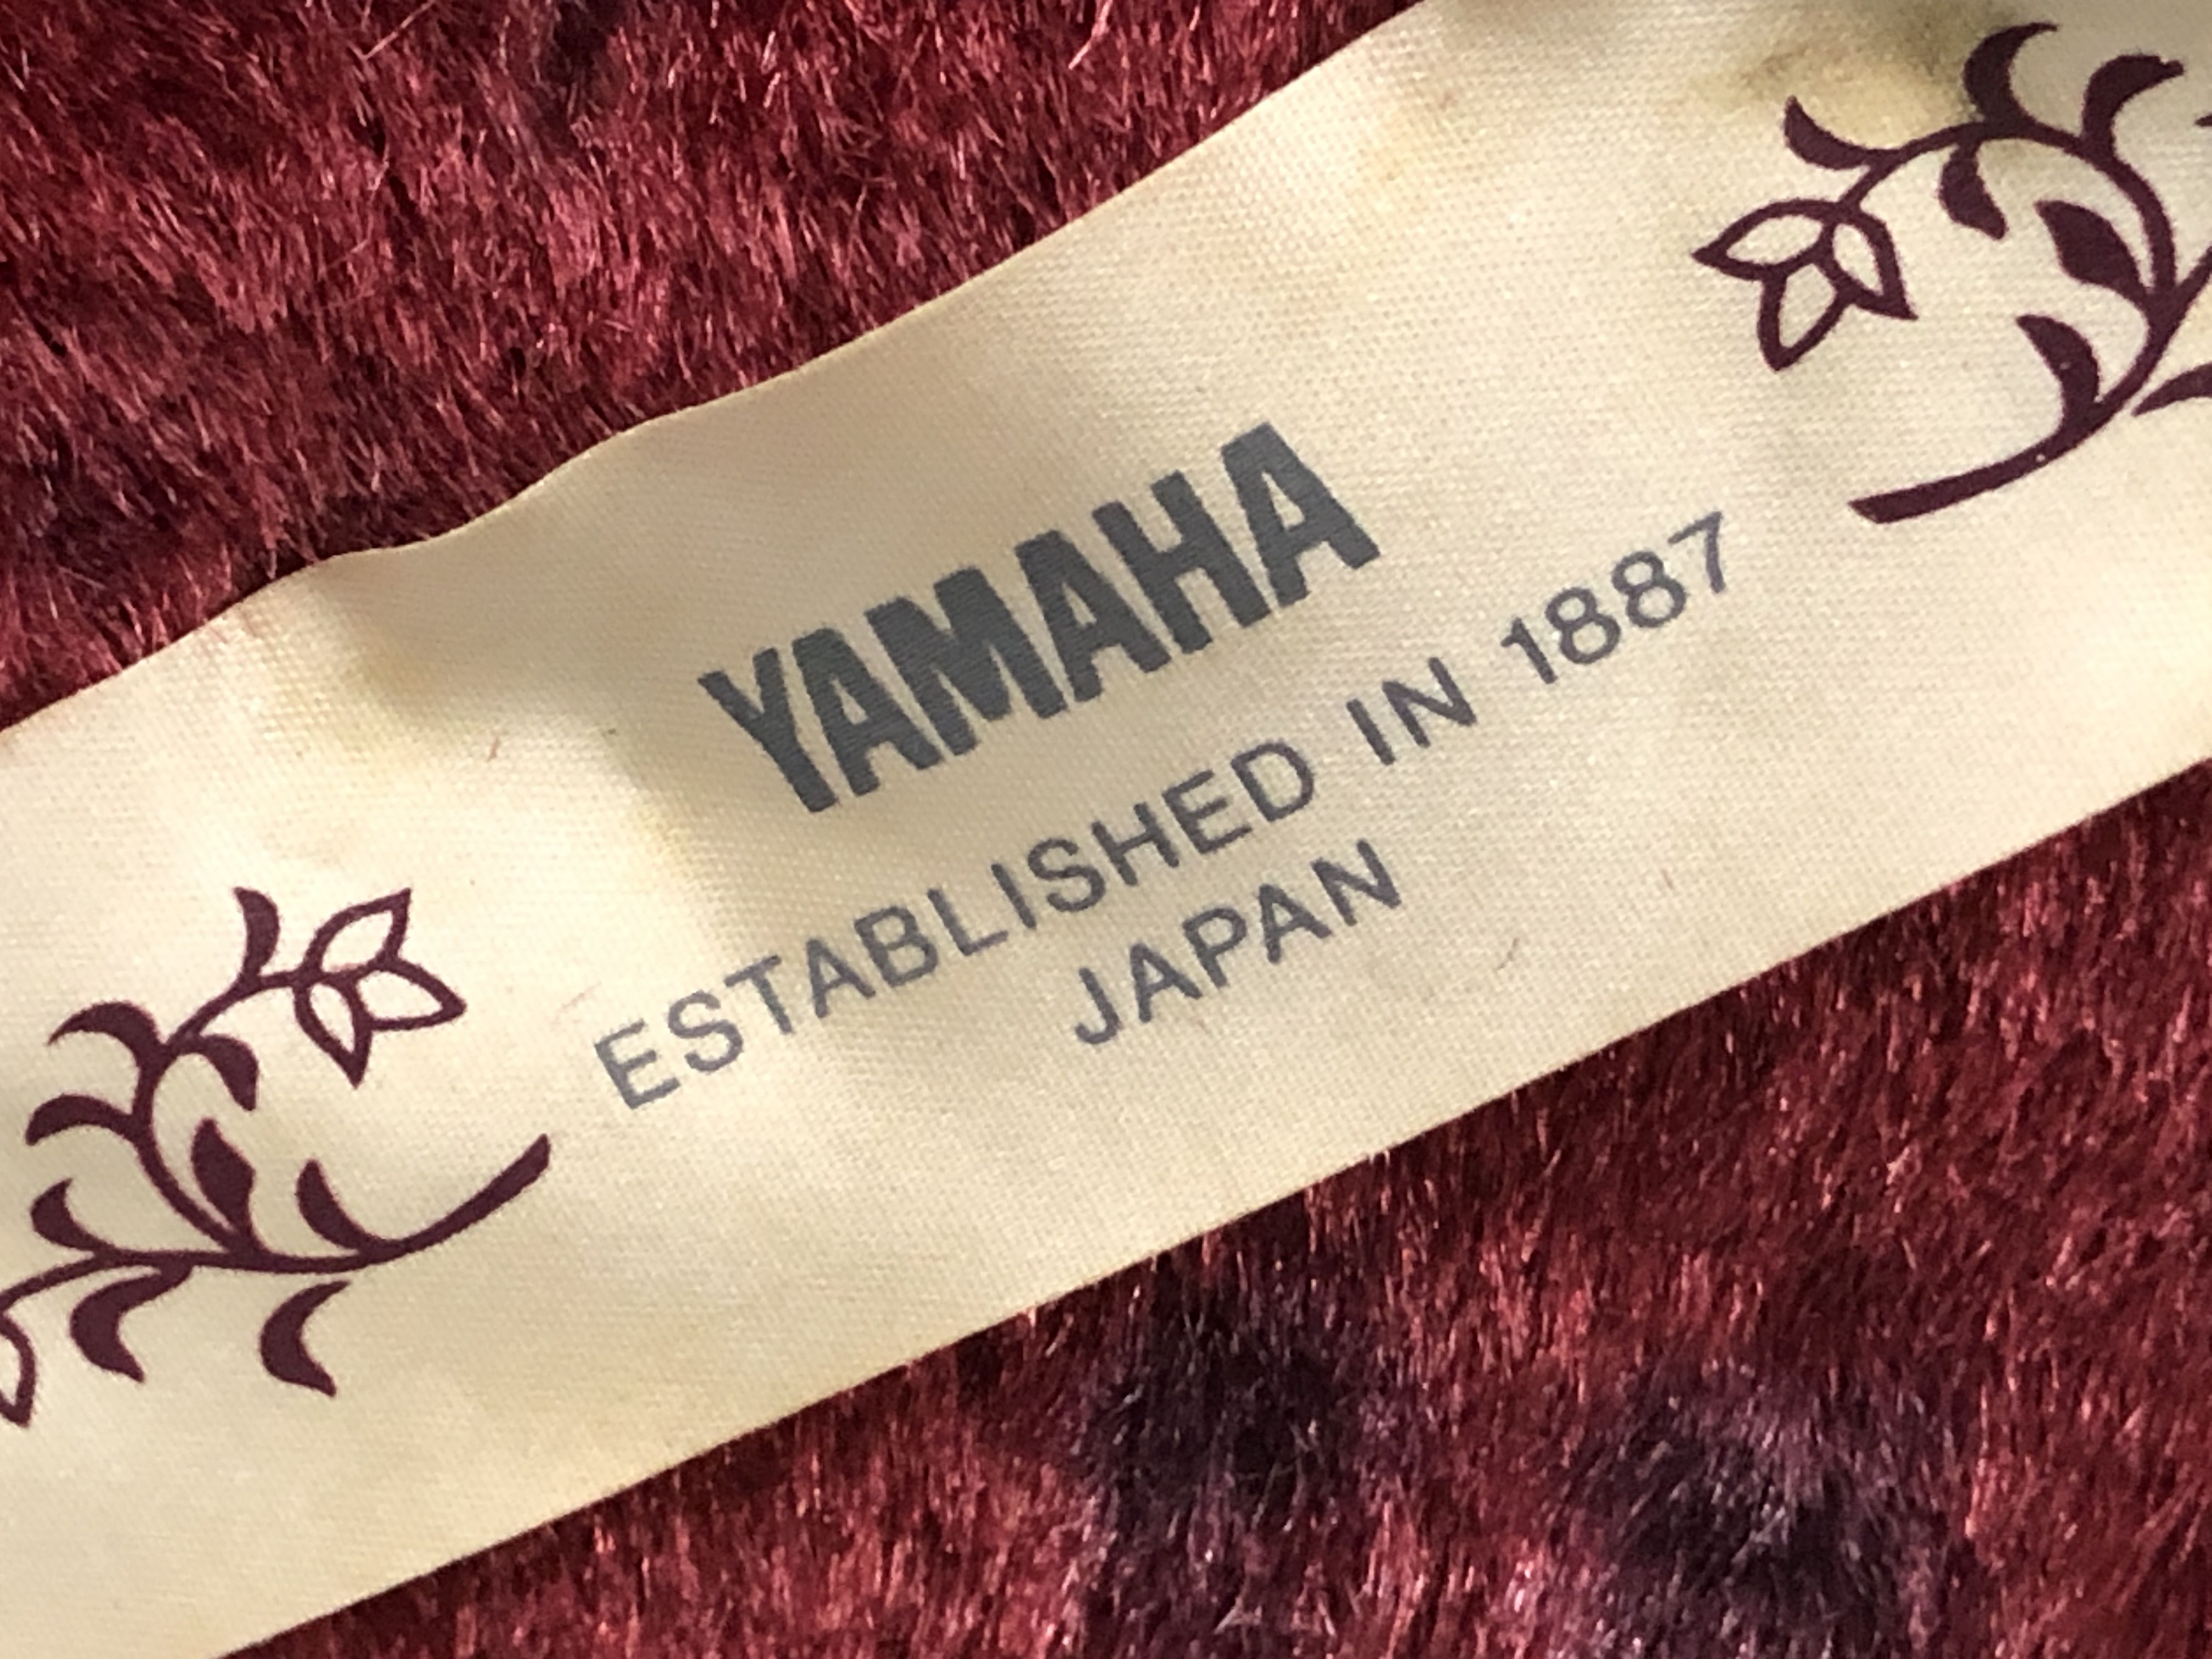 YAMAHA
ESTABLISHED IN 1887
JAPAN